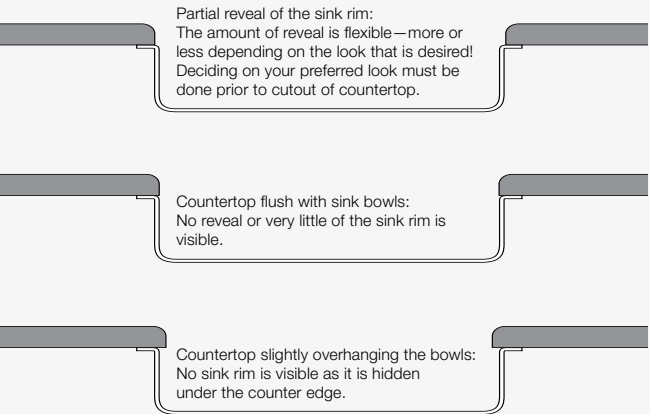 Partial reveal of the sink rim:
The amount of reveal is flexible—more or
less depending on the look that is desired!
Deciding on your preferred look must be
done prior to cutout of countertop.
Countertop flush with sink bowls:
No reveal or very little of the sink rim is
visible.
Countertop slightly overhanging the bowls:
No sink rim is visible as it is hidden
under the counter edge.